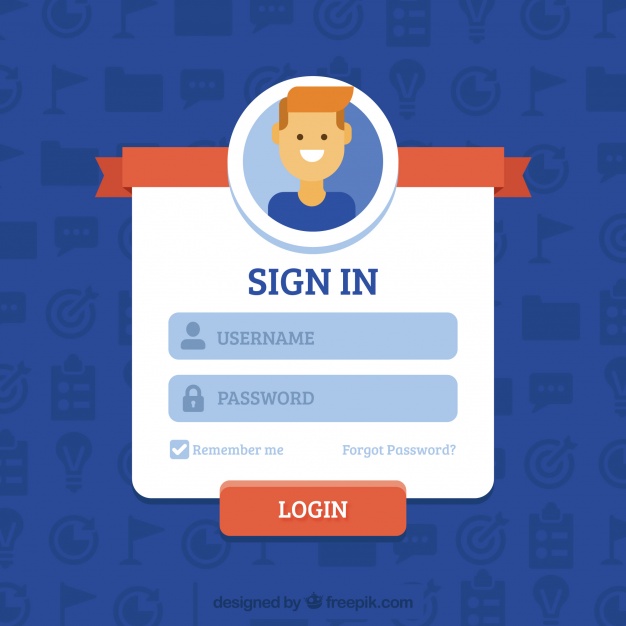 SIGN IN
USERNAME
PASSWORD
Remember me Forgot Password?
LOGIN
designed by freepik.com